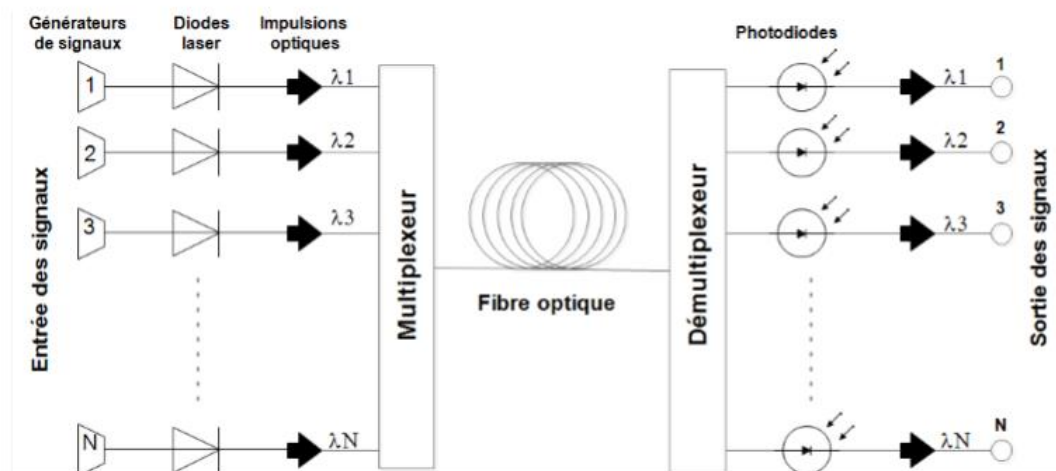 Générateurs
de signaux
Diodes
laser
Impulsions
optiques
Photodiodes
1
λ1
λ1
1
2
λ2
λ2
2
3
λ3
λ3
3
Entrée des signaux
Multiplexeur
Fibre optique
Démultiplexeur
Sortie des signaux
N
λN
λN
N